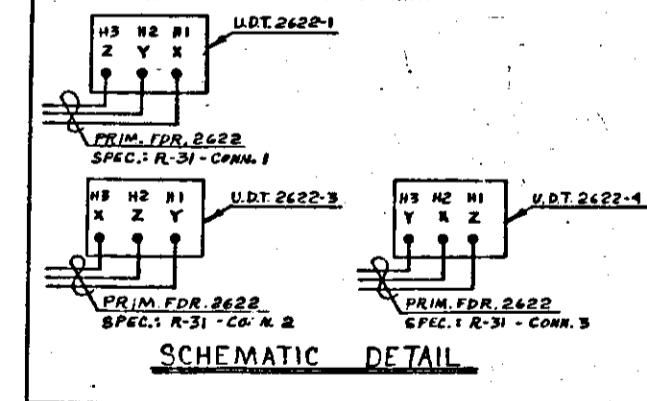 U.D.T. 2622-1
H3 H2 H1
Z Y X
PRIM. FDR. 2622
SPEC.: R-31 - CONN. 1
U.D.T. 2622-3
H3 H2 H1
X Z Y
PRIM. FDR. 2622
SPEC.: R-31 - CON N. 2
U.D.T. 2622-4
H3 H2 H1
Y X Z
PRIM. FDR. 2622
SPEC.: R-31 - CONN. 3
SCHEMATIC DETAIL